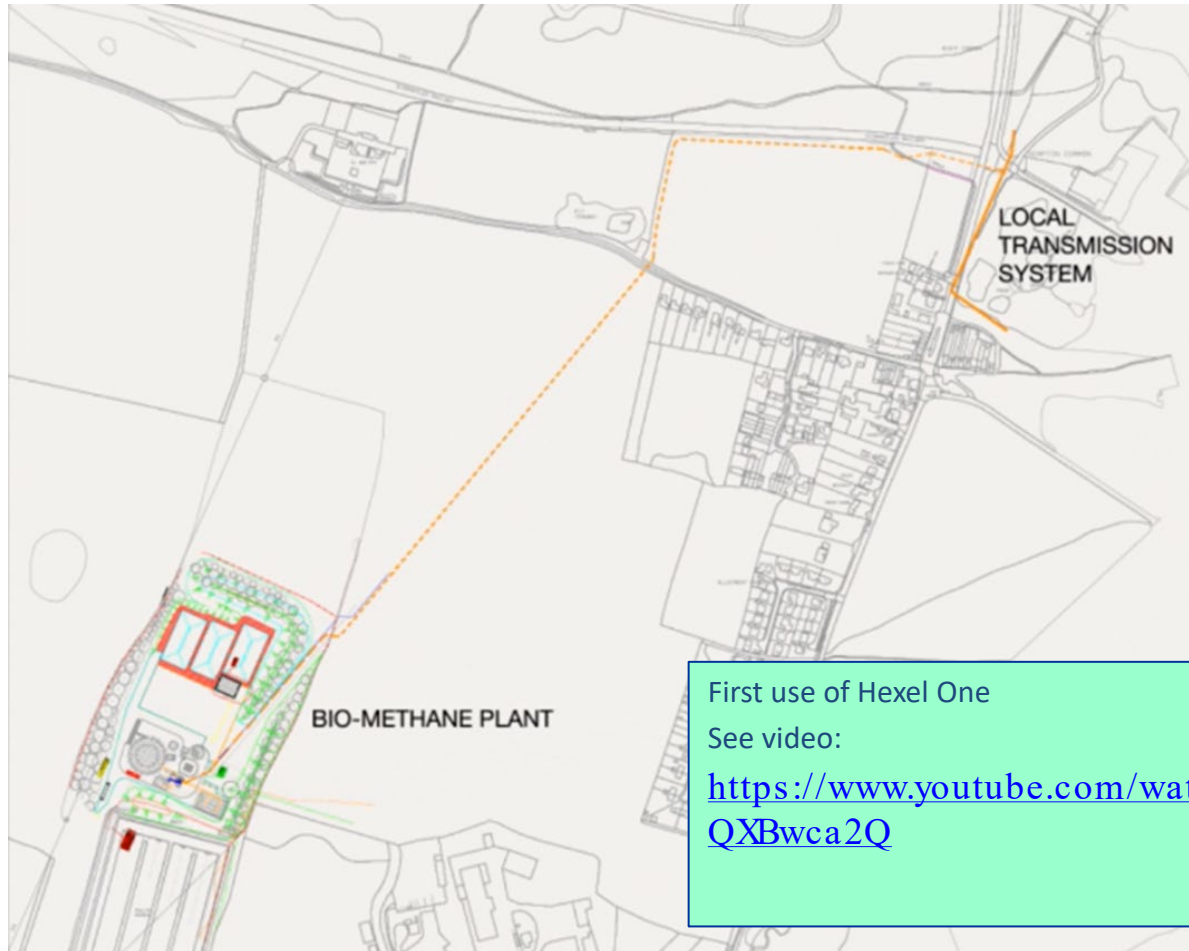 LOCAL
TRANSMISSION
SYSTEM
BIO-METHANE PLANT
First use of Hexel One
See video:
https://www.youtube.com/wat
QXBwca2Q